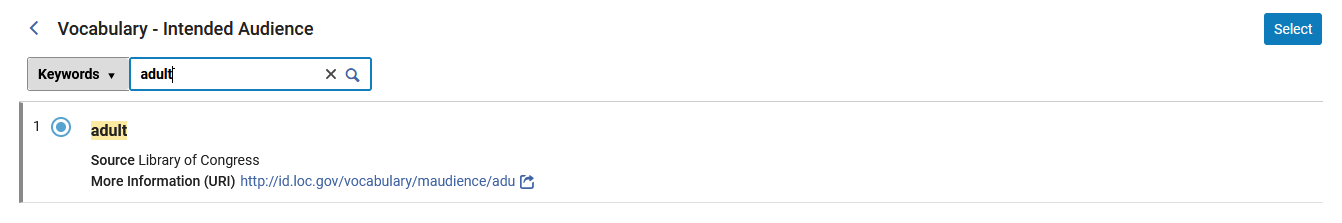 Vocabulary - Intended Audience
Select
Keywords
adult
1
adult
Source Library of Congress
More Information (URI) http://id.loc.gov/vocabulary/maudience/adu